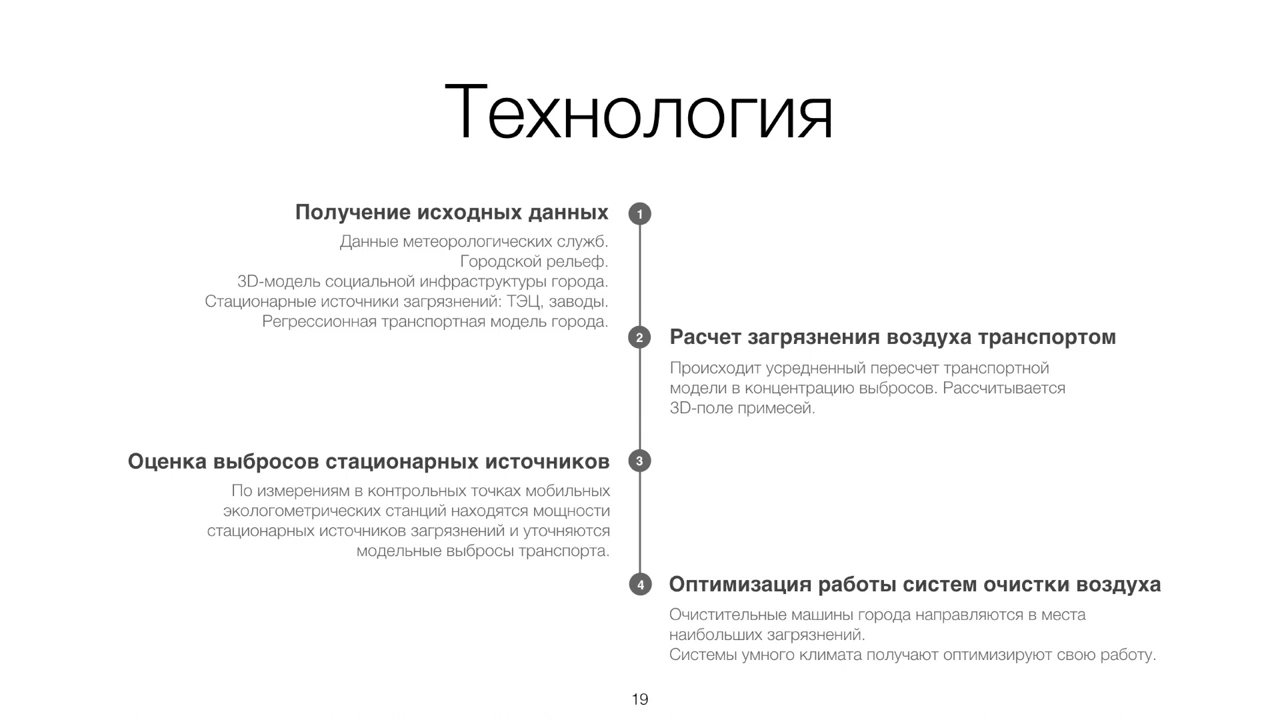 Технология
Получение исходных данных
1
Данные метеорологических служб.
Городской рельеф.
3D-модель социальной инфраструктуры города.
Стационарные источники загрязнений: ТЭЦ, заводы.
Регрессионная транспортная модель города.
2
Расчет загрязнения воздуха транспортом
Происходит усредненный пересчет транспортной
модели в концентрацию выбросов. Рассчитывается
3D-поле примесей.
Оценка выбросов стационарных источников
3
По измерениям в контрольных точках мобильных
экологометрических станций находятся мощности
стационарных источников загрязнений и уточняются
модельные выбросы транспорта.
4
Оптимизация работы систем очистки воздуха
Очистительные машины города направляются в места
наибольших загрязнений.
Системы умного климата получают оптимизируют свою работу.
19